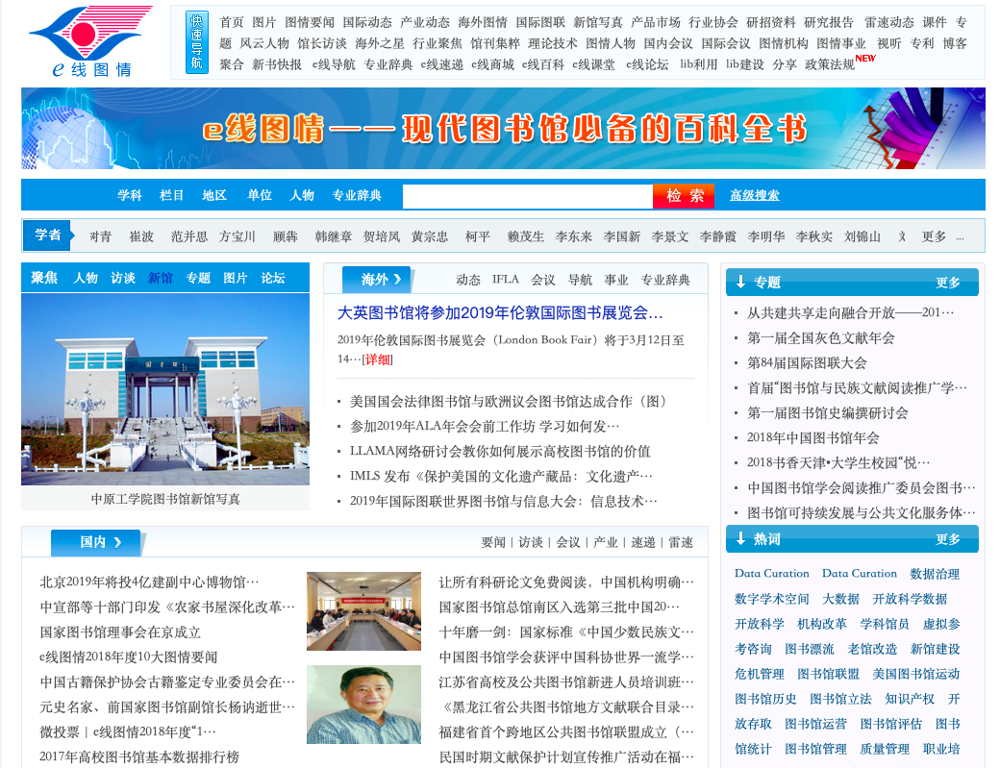 e线图情
快速导航
首页 图片 图情要闻 国际动态 产业动态 海外图情 国际图联 新馆写真 产品市场 行业协会 研招资料 研究报告 雷速动态 课件 专
题 风云人物 馆长访谈 海外之星 行业聚焦 馆刊集粹 理论技术 图情人物 国内会议 国际会议 图情机构 图情事业 视听 专利 博客
聚合 新书快报 e线导航 专业辞典 e线速递 e线商城 e线百科 e线课堂 e线论坛 lib利用 lib建设 分享 政策法规 NEW
e线图情——现代图书馆必备的百科全书
学科 栏目 地区 单位 人物 专业辞典 检 索 高级搜索
学者 青 崔波 范并思 方宝川 顾犇 韩继章 贺培凤 黄宗忠 柯平 赖茂生 李东来 李国新 李景文 李静霞 李明华 李秋实 刘锦山 更多 ...
聚焦 人物 访谈 新馆 专题 图片 论坛
图书馆
中原工学院图书馆新馆写真
海外 》 动态 IFLA 会议 导航 事业 专业辞典
大英图书馆将参加2019年伦敦国际图书展览会…
2019年伦敦国际图书展览会（London Book Fair）将于3月12日至
14…[详细]
美国国会法律图书馆与欧洲议会图书馆达成合作（图）
参加2019年ALA年会会前工作坊 学习如何发…
LLAMA网络研讨会教你如何展示高校图书馆的价值
IMLS 发布《保护美国的文化遗产藏品：文化遗产…
2019年国际图联世界图书馆与信息大会：信息技术…
专题 更多
从共建共享走向融合开放——201…
第一届全国灰色文献年会
第84届国际图联大会
首届“图书馆与民族文献阅读推广学…
第一届图书馆史编撰研讨会
2018年中国图书馆年会
2018书香天津•大学生校园“悦…
中国图书馆学会阅读推广委员会图书…
图书馆可持续发展与公共文化服务体…
国内 》 要闻 | 访谈 | 会议 | 产业 | 速递 | 雷速
北京2019年将投4亿建副中心博物馆…
中宣部等十部门印发《农家书屋深化改革…
国家图书馆理事会在京成立
e线图情2018年度10大图情要闻
中国古籍保护协会古籍鉴定专业委员会在…
元史名家、前国家图书馆副馆长杨讷逝世…
微投票 | e线图情2018年度“1…
2017年高校图书馆基本数据排行榜
让所有科研论文免费阅读，中国机构明确…
国家图书馆总馆南区入选第三批中国20…
十年磨一剑：国家标准《中国少数民族文…
中国图书馆学会获评中国科协世界一流学…
江苏省高校及公共图书馆新进人员培训班…
《黑龙江省公共图书馆地方文献联合目录…
福建省首个跨地区公共图书馆联盟成立（…
民国时期文献保护计划宣传推广活动在福…
热词 更多
Data Curation Data Curation 数据治理
数字学术空间 大数据 开放科学数据
开放科学 机构改革 学科馆员 虚拟参
考咨询 图书漂流 老馆改造 新馆建设
危机管理 图书馆联盟 美国图书馆运动
图书馆历史 图书馆立法 知识产权 开
放存取 图书馆运营 图书馆评估 图书
馆统计 图书馆管理 质量管理 职业培